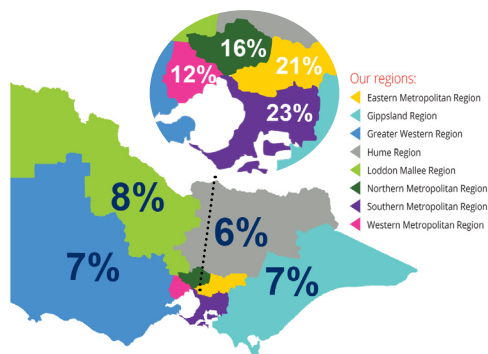 16%
12%
21%
23%
Our regions:
Eastern Metropolitan Region
Gippsland Region
Greater Western Region
Hume Region
Loddon Mallee Region
Northern Metropolitan Region
Southern Metropolitan Region
Western Metropolitan Region
8%
6%
7%
7%